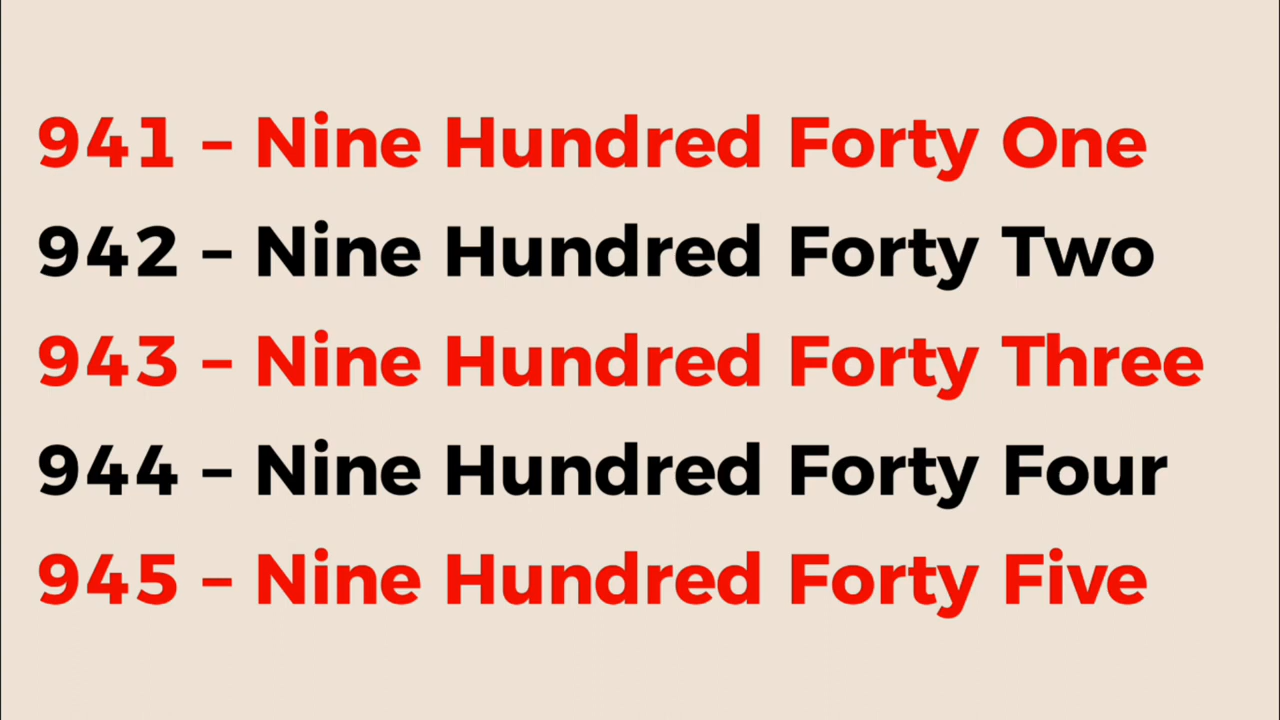 941 – Nine Hundred Forty One
942 – Nine Hundred Forty Two
943 – Nine Hundred Forty Three
944 – Nine Hundred Forty Four
945 – Nine Hundred Forty Five